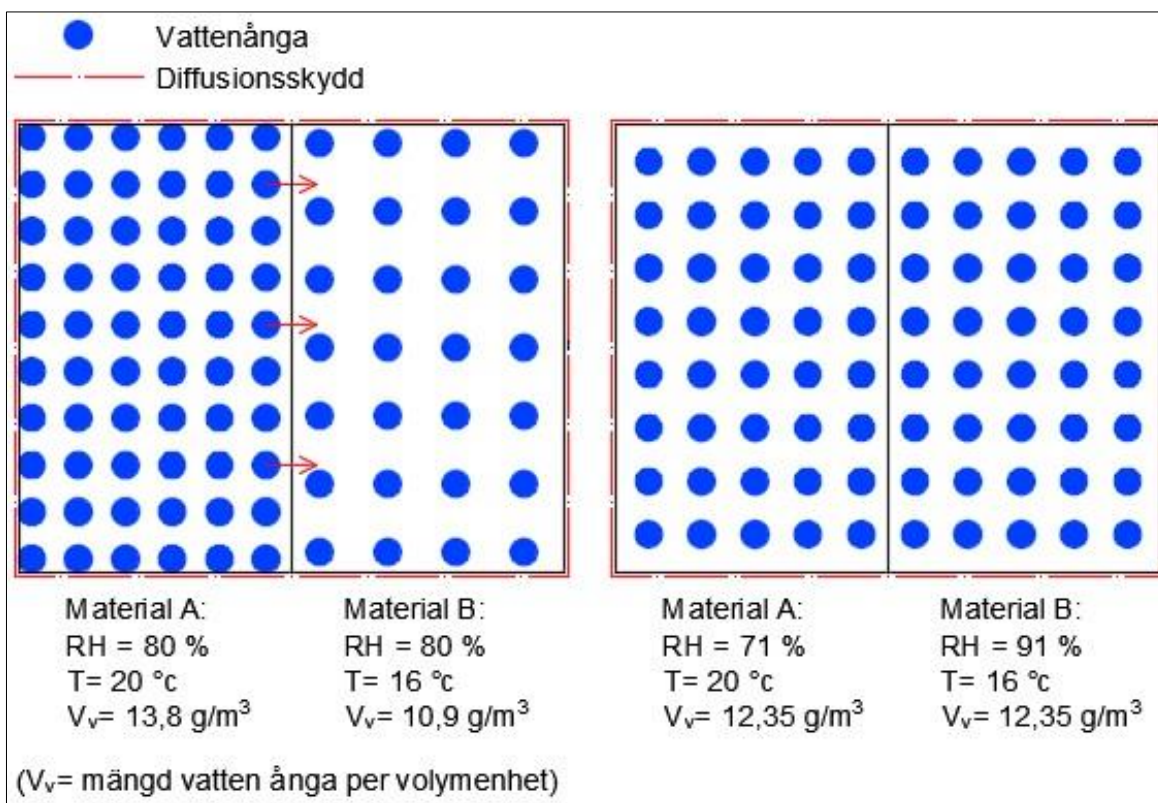 Vattenånga
Diffusionsskydd
Material A:
RH = 80 %
T= 20 °c
Vv= 13,8 g/m³
Material B:
RH = 80 %
T= 16 °c
Vv= 10,9 g/m³
Material A:
RH = 71 %
T= 20 °c
Vv= 12,35 g/m³
Material B:
RH = 91 %
T= 16 °c
Vv= 12,35 g/m³
(Vv= mängd vatten ånga per volymenhet)